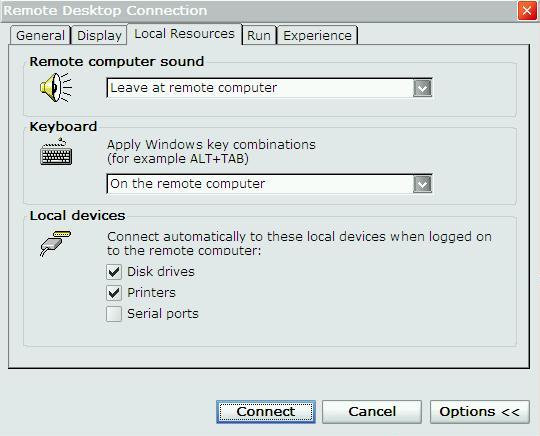 Remote Desktop Connection
General Display Local Resources Run Experience
Remote computer sound
Leave at remote computer
Keyboard
Apply Windows key combinations
(for example ALT+TAB)
On the remote computer
Local devices
Connect automatically to these local devices when logged on
to the remote computer:
Disk drives
Printers
Serial ports
Connect Cancel Options <<